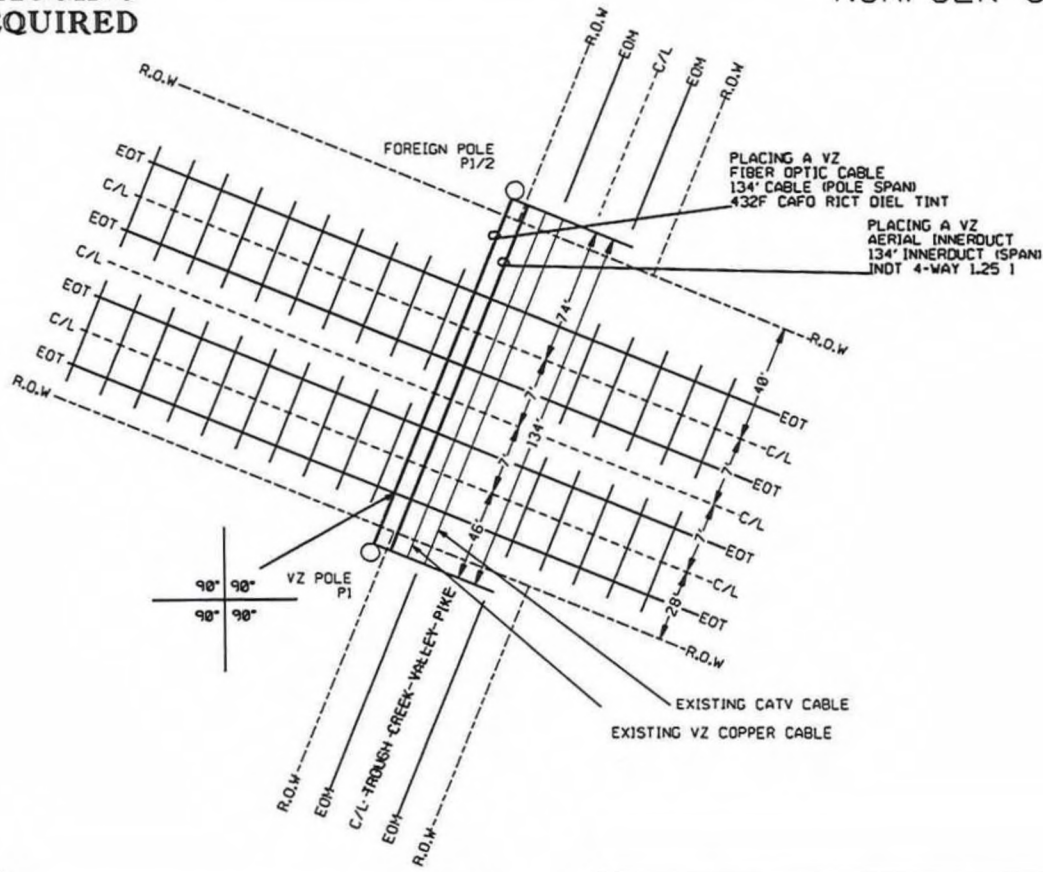 EQUIRED
R.O.W
EOM
C/L
EOM
R.O.W
R.O.W
FOREIGN POLE
P1/2
PLACING A VZ
FIBER OPTIC CABLE
134' CABLE (POLE SPAN)
432F CAFO RICT DIEL TINT
PLACING A VZ
AERIAL INNERDUCT
134' INNERDUCT (SPAN)
INDT 4-WAY 1.25 I
EOT
C/L
EOT
C/L
EOT
C/L
EOT
R.O.W
74'
7'
7'
134'
46'
40'
7'
7'
28'
R.O.W
EOT
C/L
EOT
C/L
EOT
C/L
EOT
R.O.W
90° 90°
90° 90°
VZ POLE
P1
EXISTING CATV CABLE
EXISTING VZ COPPER CABLE
R.O.W
EOM
C/L TROUGH CREEK VALLEY PIKE
EOM
R.O.W